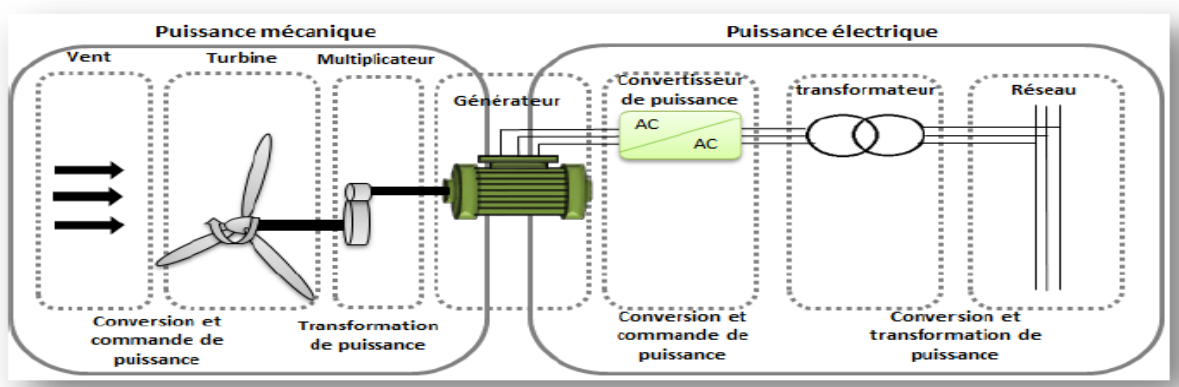 Puissance mécanique
Puissance électrique
Vent
Turbine
Multiplicateur
Générateur
Convertisseur
de puissance
transformateur
Réseau
AC
AC
Conversion et
commande de
puissance
Transformation
de puissance
Conversion et
commande de
puissance
Conversion et
transformation de
puissance